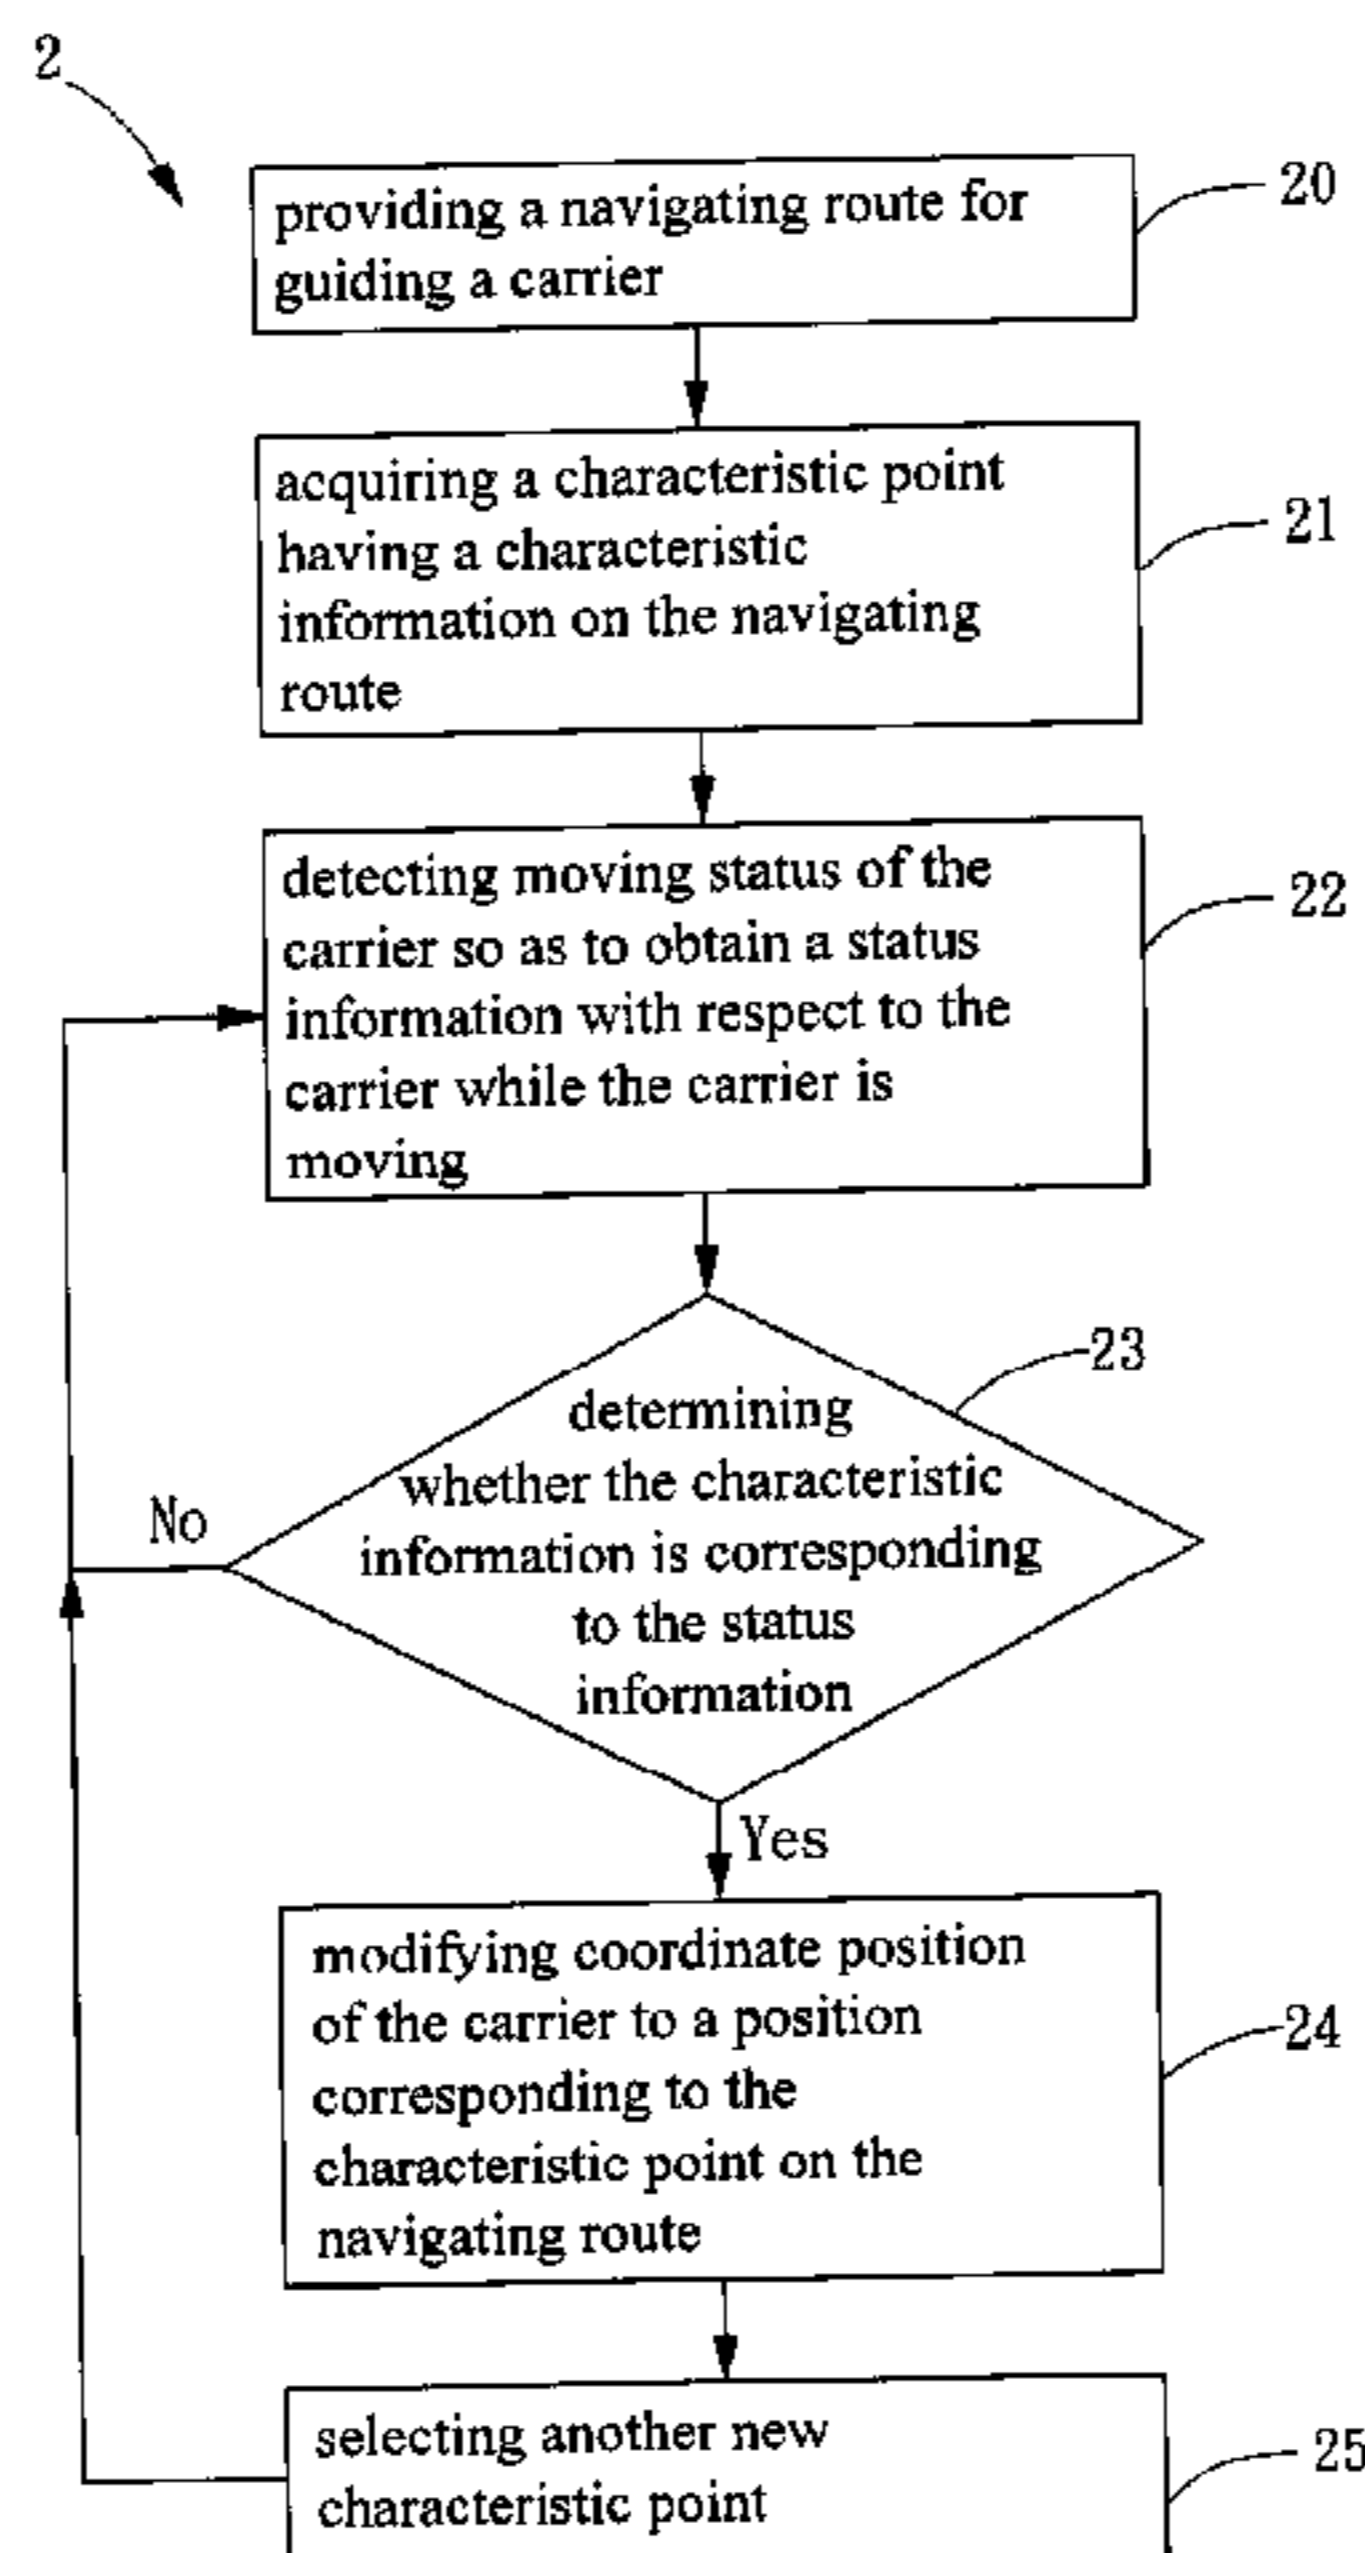 2
providing a navigating route for
guiding a carrier
20
acquiring a characteristic point
having a characteristic
information on the navigating
route
21
detecting moving status of the
carrier so as to obtain a status
information with respect to the
carrier while the carrier is
moving
22
determining
whether the characteristic
information is corresponding
to the status
information
23
No
Yes
modifying coordinate position
of the carrier to a position
corresponding to the
characteristic point on the
navigating route
24
selecting another new
characteristic point
25